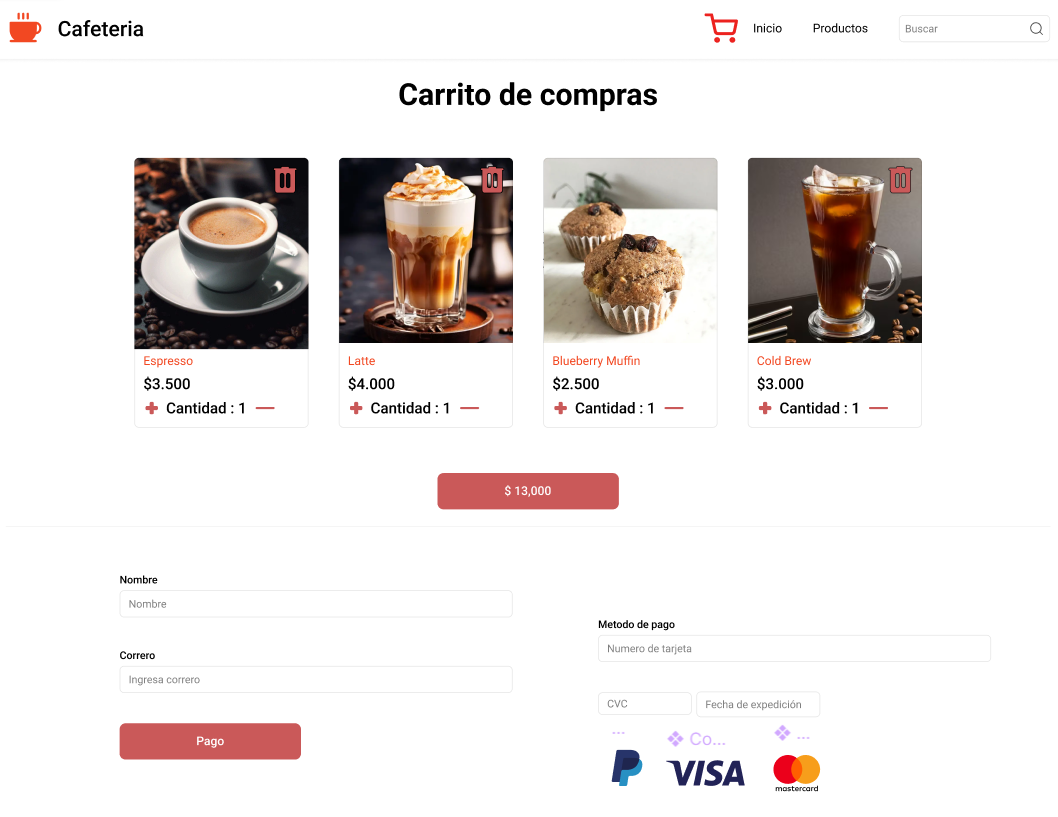 Cafeteria
Inicio
Productos
Buscar
Carrito de compras
Espresso
$3.500
Cantidad : 1
Latte
$4.000
Cantidad : 1
Blueberry Muffin
$2.500
Cantidad : 1
Cold Brew
$3.000
Cantidad : 1
$ 13,000
Nombre
Nombre
Correro
Ingresa correro
Pago
Metodo de pago
Numero de tarjeta
CVC
Fecha de expedición
...
Co...
...
VISA
mastercard